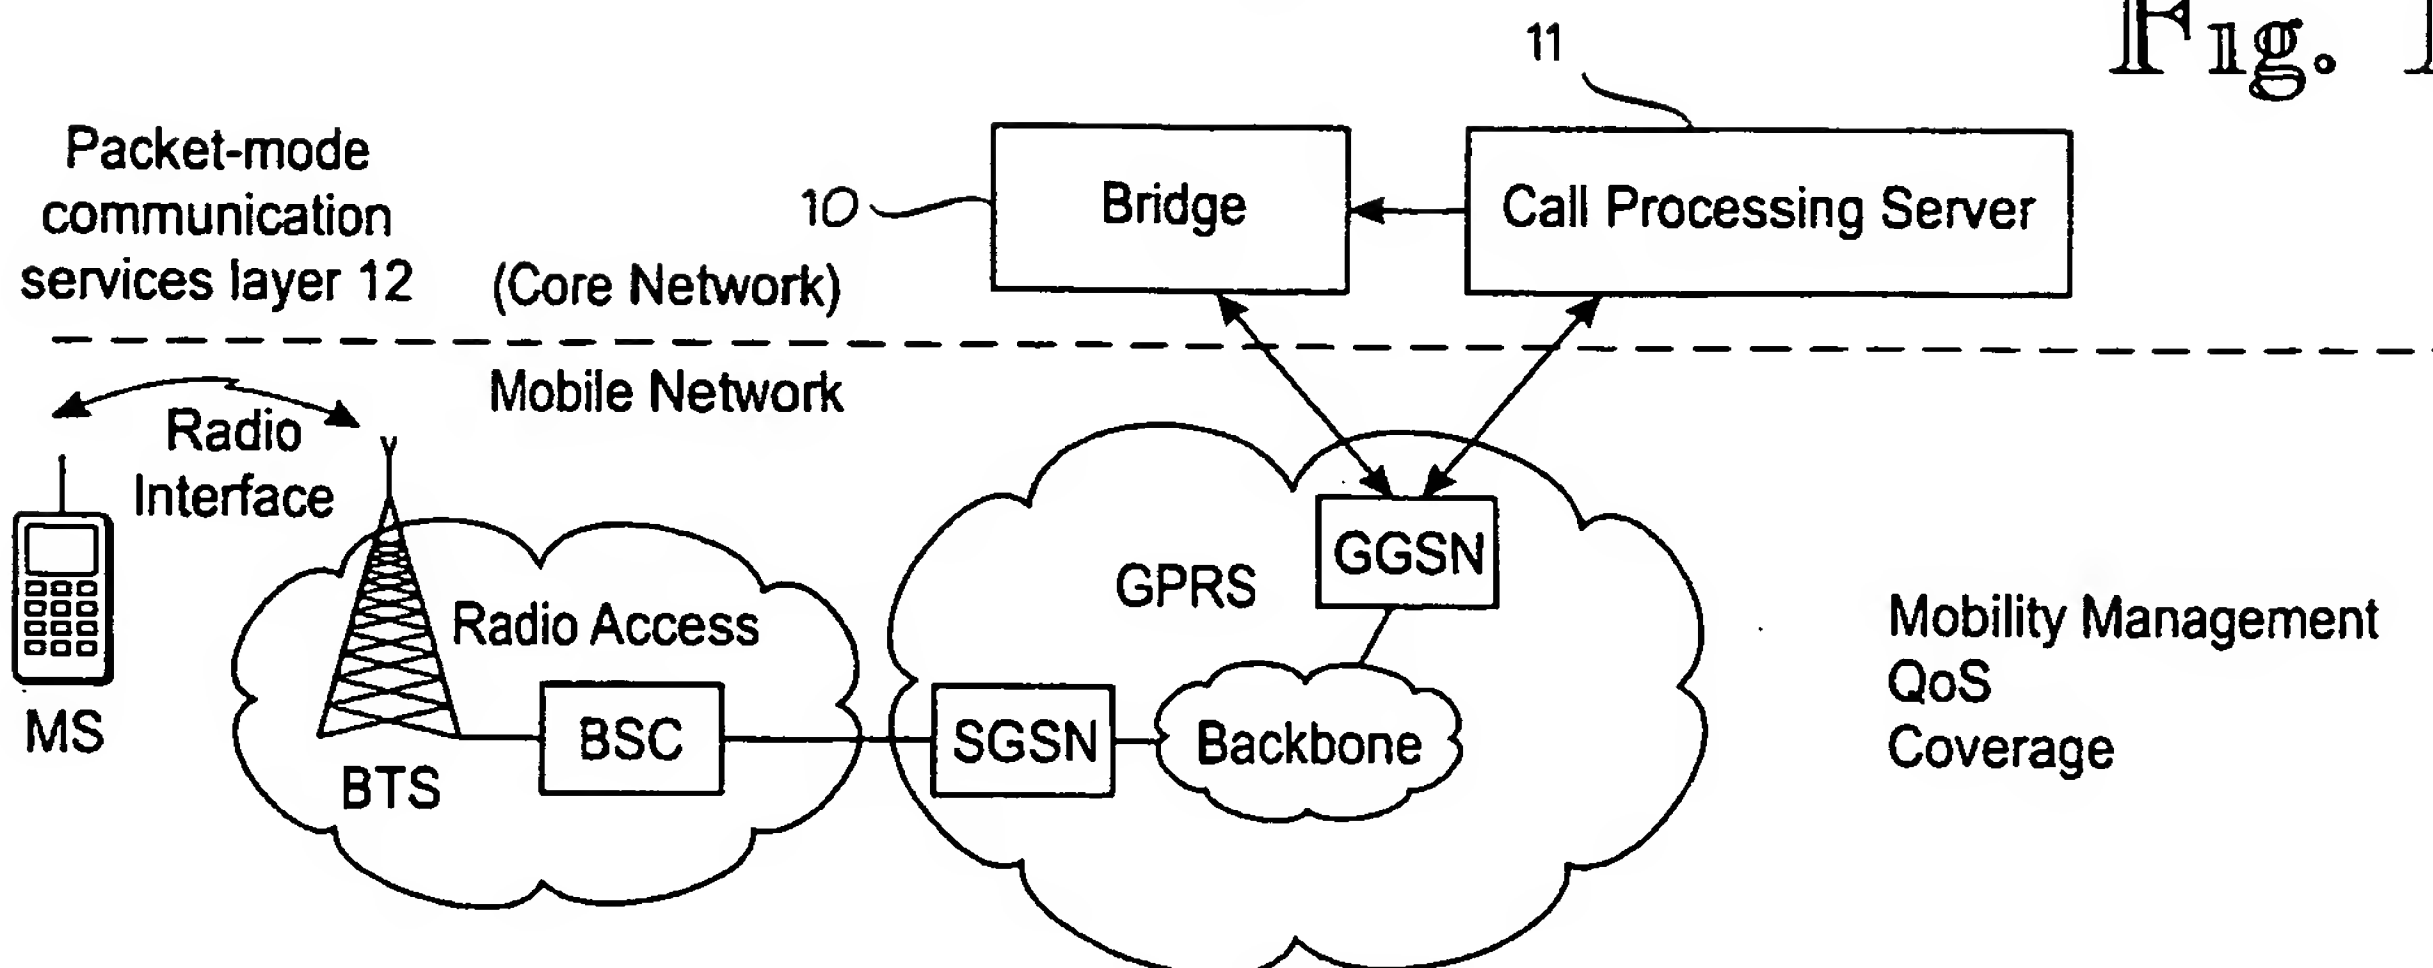 Fig. 1
11
Packet-mode
communication
services layer 12
(Core Network)
10
Bridge
Call Processing Server
Mobile Network
Radio
Interface
MS
BTS
Radio Access
BSC
GPRS
GGSN
SGSN
Backbone
Mobility Management
QoS
Coverage